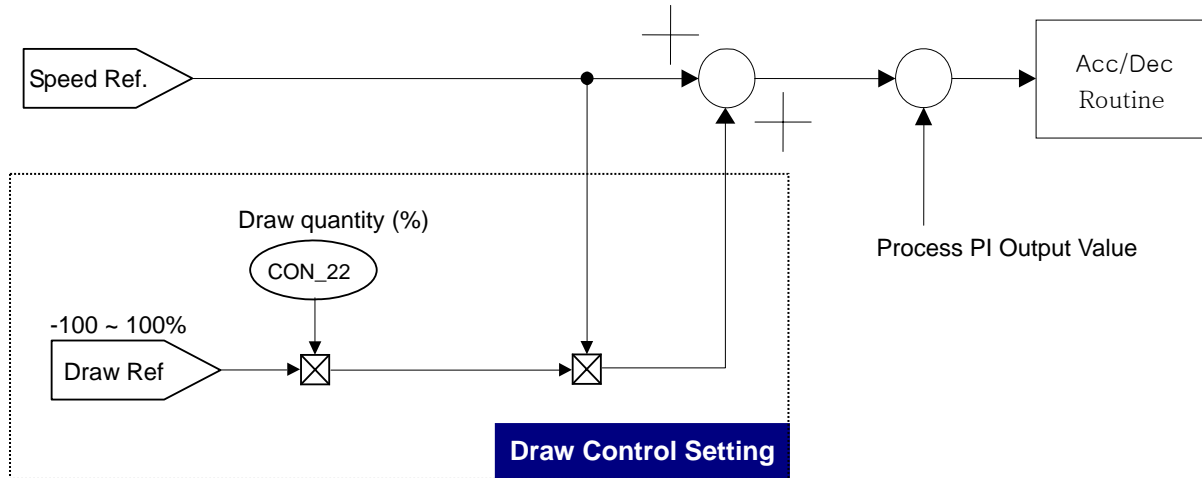 Speed Ref.
Acc/Dec
Routine
Draw quantity (%)
CON_22
Process PI Output Value
-100 ~ 100%
Draw Ref
Draw Control Setting